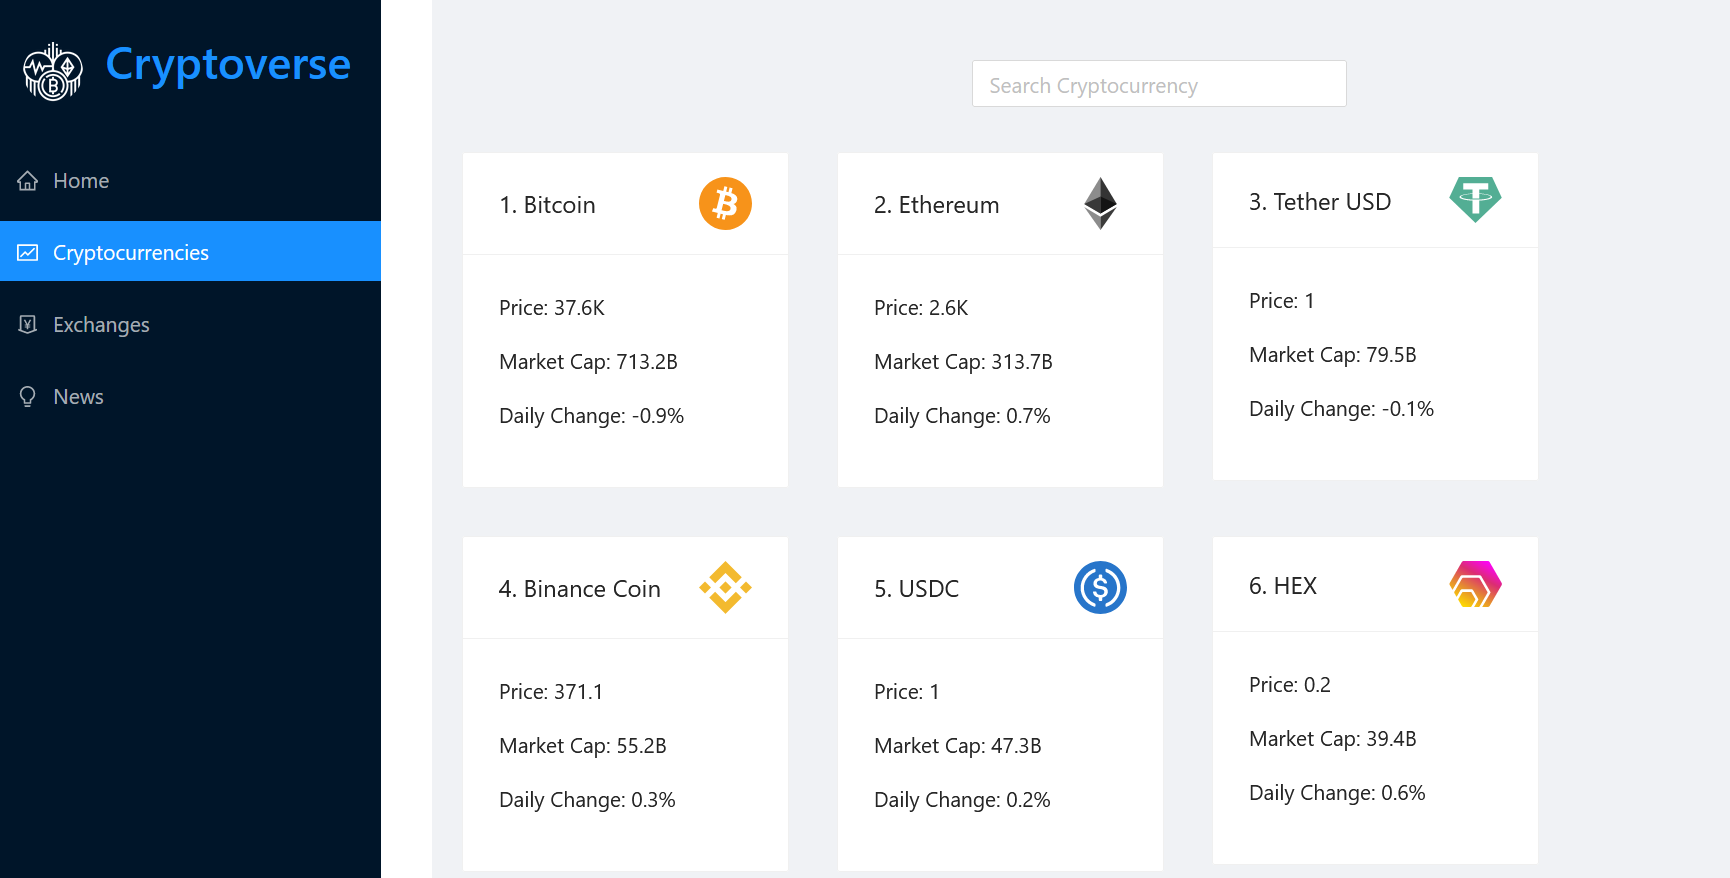 Cryptoverse
Home
Cryptocurrencies
Exchanges
News
Search Cryptocurrency
1. Bitcoin
Price: 37.6K
Market Cap: 713.2B
Daily Change: -0.9%
2. Ethereum
Price: 2.6K
Market Cap: 313.7B
Daily Change: 0.7%
3. Tether USD
Price: 1
Market Cap: 79.5B
Daily Change: -0.1%
4. Binance Coin
Price: 371.1
Market Cap: 55.2B
Daily Change: 0.3%
5. USDC
Price: 1
Market Cap: 47.3B
Daily Change: 0.2%
6. HEX
Price: 0.2
Market Cap: 39.4B
Daily Change: 0.6%